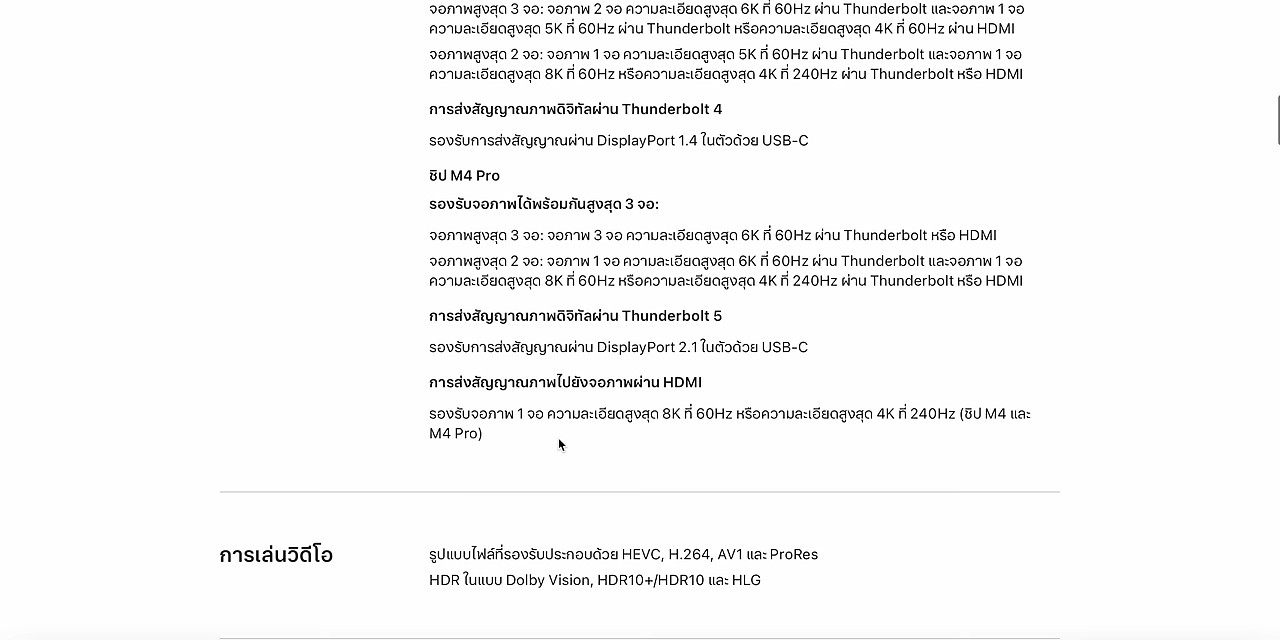 จอภาพสูงสุด 3 จอ: จอภาพ 2 จอ ความละเอียดสูงสุด 6K ที่ 60Hz ผ่าน Thunderbolt และจอภาพ 1 จอ
ความละเอียดสูงสุด 5K ที่ 60Hz ผ่าน Thunderbolt หรือความละเอียดสูงสุด 4K ที่ 60Hz ผ่าน HDMI
จอภาพสูงสุด 2 จอ: จอภาพ 1 จอ ความละเอียดสูงสุด 5K ที่ 60Hz ผ่าน Thunderbolt และจอภาพ 1 จอ
ความละเอียดสูงสุด 8K ที่ 60Hz หรือความละเอียดสูงสุด 4K ที่ 240Hz ผ่าน Thunderbolt หรือ HDMI
การส่งสัญญาณภาพดิจิทัลผ่าน Thunderbolt 4
รองรับการส่งสัญญาณผ่าน DisplayPort 1.4 ในตัวด้วย USB-C
ชิป M4 Pro
รองรับจอภาพได้พร้อมกันสูงสุด 3 จอ:
จอภาพสูงสุด 3 จอ: จอภาพ 3 จอ ความละเอียดสูงสุด 6K ที่ 60Hz ผ่าน Thunderbolt หรือ HDMI
จอภาพสูงสุด 2 จอ: จอภาพ 1 จอ ความละเอียดสูงสุด 6K ที่ 60Hz ผ่าน Thunderbolt และจอภาพ 1 จอ
ความละเอียดสูงสุด 8K ที่ 60Hz หรือความละเอียดสูงสุด 4K ที่ 240Hz ผ่าน Thunderbolt หรือ HDMI
การส่งสัญญาณภาพดิจิทัลผ่าน Thunderbolt 5
รองรับการส่งสัญญาณผ่าน DisplayPort 2.1 ในตัวด้วย USB-C
การส่งสัญญาณภาพไปยังจอภาพผ่าน HDMI
รองรับจอภาพ 1 จอ ความละเอียดสูงสุด 8K ที่ 60Hz หรือความละเอียดสูงสุด 4K ที่ 240Hz (ชิป M4 และ
M4 Pro)
การเล่นวิดีโอ
รูปแบบไฟล์ที่รองรับประกอบด้วย HEVC, H.264, AV1 และ ProRes
HDR ในแบบ Dolby Vision, HDR10+/HDR10 และ HLG